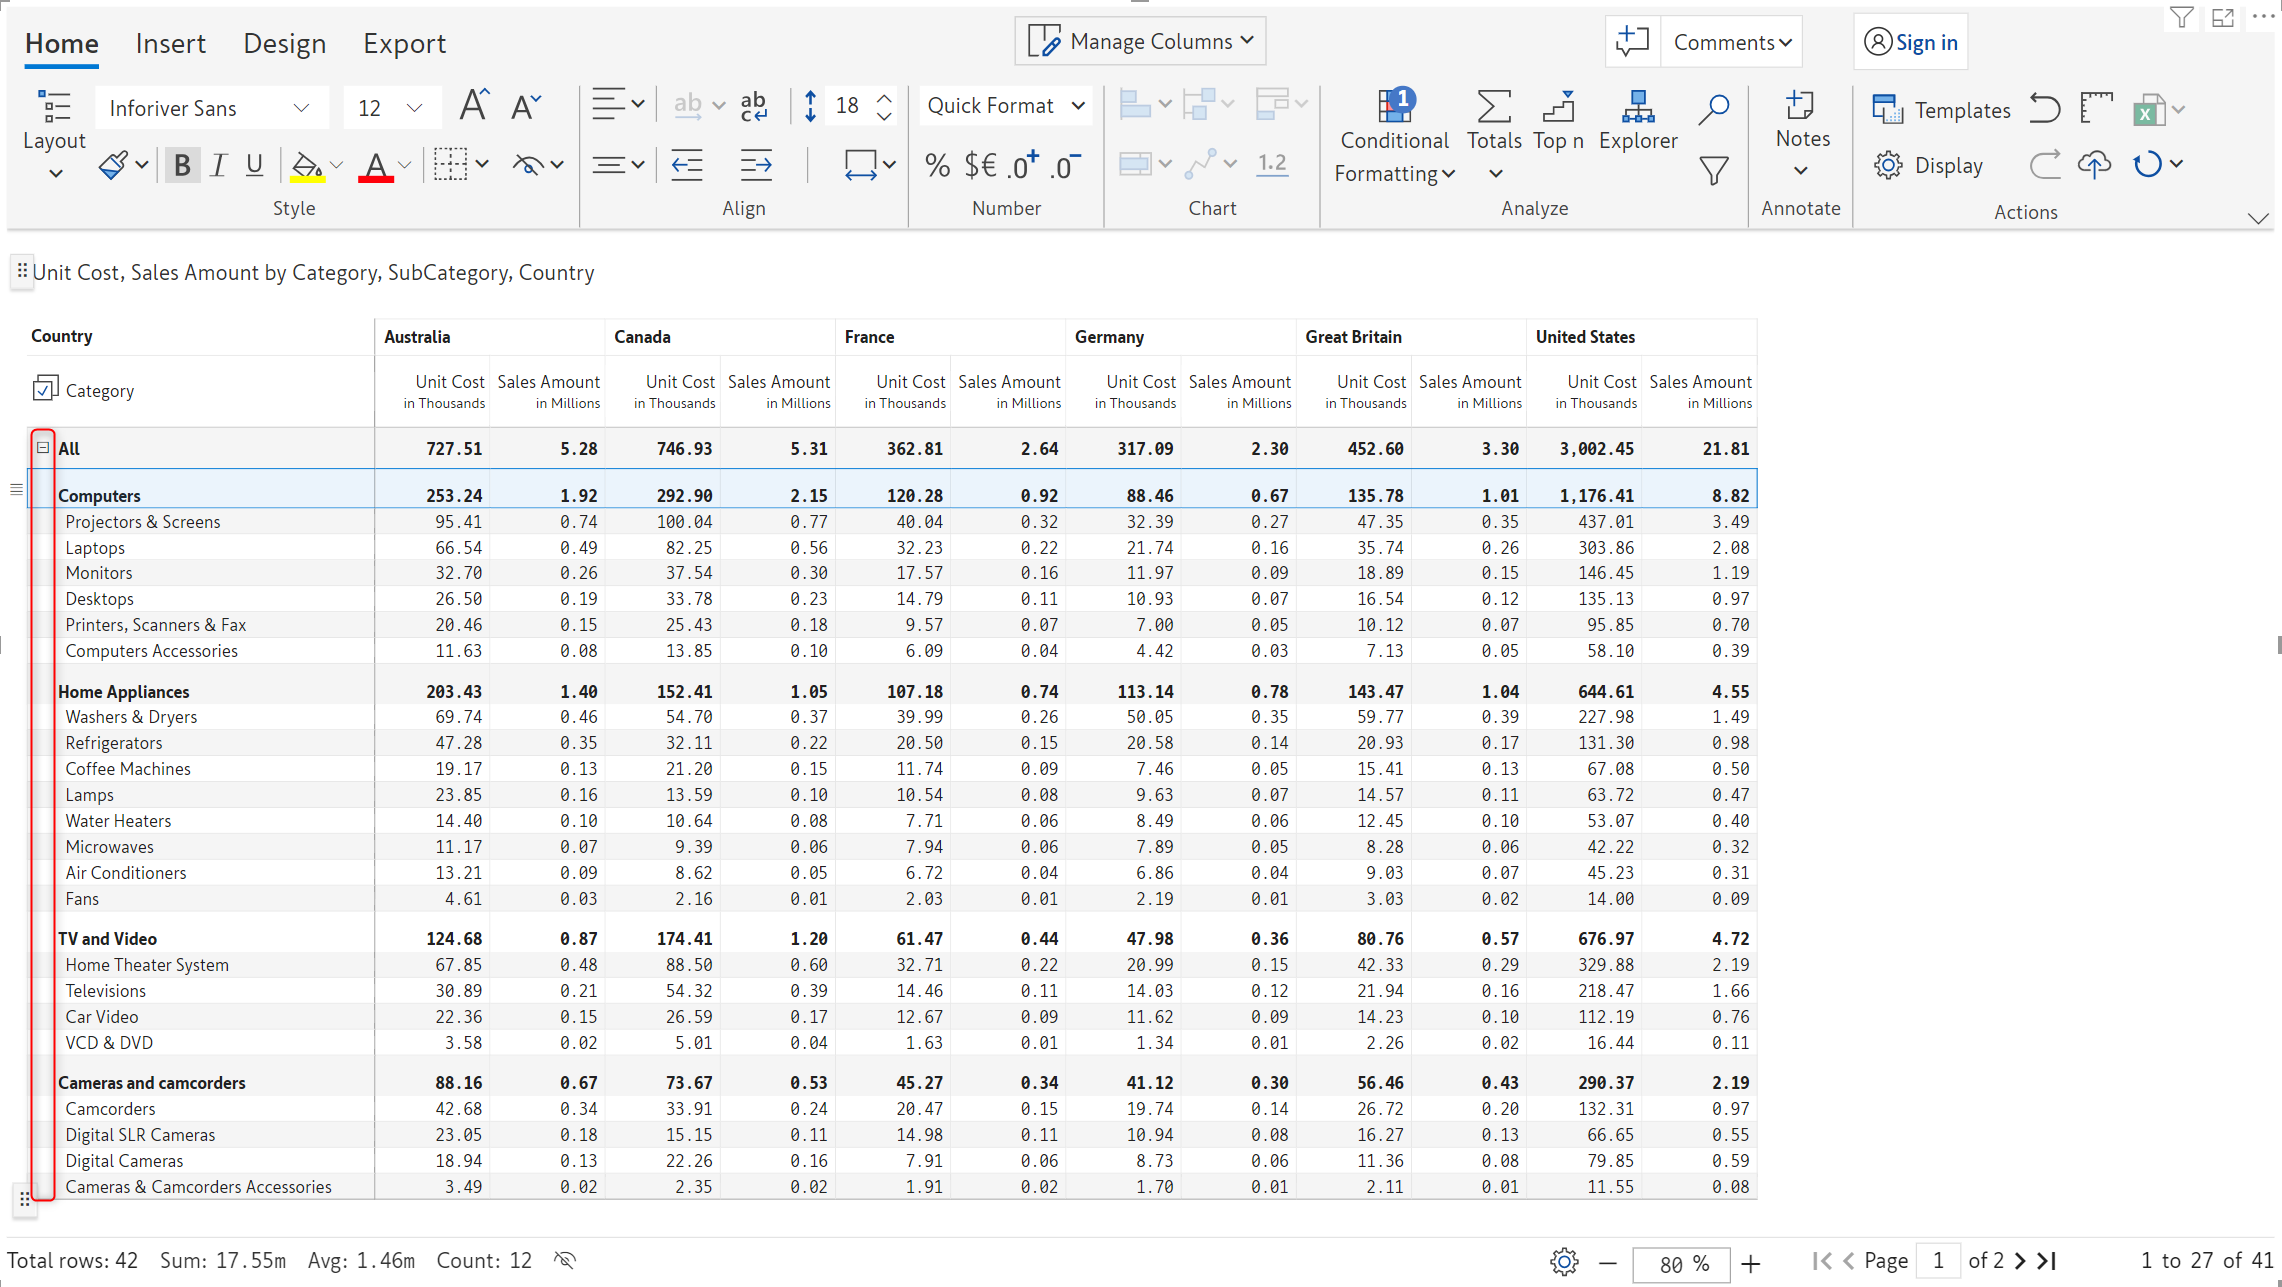 Home Insert Design Export Manage Columns Comments Sign in
Layout Inforiver Sans 12 A A ab ab c 18 Quick Format 1 Conditional Formatting Totals Top n Explorer Notes Templates
B I U A % $€ .0+ .0- 1.2 Display
Style Align Number Chart Analyze Annotate Actions
Unit Cost, Sales Amount by Category, SubCategory, Country
Country Australia Canada France Germany Great Britain United States
Category Unit Cost Sales Amount Unit Cost Sales Amount Unit Cost Sales Amount Unit Cost Sales Amount Unit Cost Sales Amount Unit Cost Sales Amount
in Thousands in Millions in Thousands in Millions in Thousands in Millions in Thousands in Millions in Thousands in Millions in Thousands in Millions
All 727.51 5.28 746.93 5.31 362.81 2.64 317.09 2.30 452.60 3.30 3,002.45 21.81
Computers 253.24 1.92 292.90 2.15 120.28 0.92 88.46 0.67 135.78 1.01 1,176.41 8.82
Projectors & Screens 95.41 0.74 100.04 0.77 40.04 0.32 32.39 0.27 47.35 0.35 437.01 3.49
Laptops 66.54 0.49 82.25 0.56 32.23 0.22 21.74 0.16 35.74 0.26 303.86 2.08
Monitors 32.70 0.26 37.54 0.30 17.57 0.16 11.97 0.09 18.89 0.15 146.45 1.19
Desktops 26.50 0.19 33.78 0.23 14.79 0.11 10.93 0.07 16.54 0.12 135.13 0.97
Printers, Scanners & Fax 20.46 0.15 25.43 0.18 9.57 0.07 7.00 0.05 10.12 0.07 95.85 0.70
Computers Accessories 11.63 0.08 13.85 0.10 6.09 0.04 4.42 0.03 7.13 0.05 58.10 0.39
Home Appliances 203.43 1.40 152.41 1.05 107.18 0.74 113.14 0.78 143.47 1.04 644.61 4.55
Washers & Dryers 69.74 0.46 54.70 0.37 39.99 0.26 50.05 0.35 59.77 0.39 227.98 1.49
Refrigerators 47.28 0.35 32.11 0.22 20.50 0.15 20.58 0.14 20.93 0.17 131.30 0.98
Coffee Machines 19.17 0.13 21.20 0.15 11.74 0.09 7.46 0.05 15.41 0.13 67.08 0.50
Lamps 23.85 0.16 13.59 0.10 10.54 0.08 9.63 0.07 14.57 0.11 63.72 0.47
Water Heaters 14.40 0.10 10.64 0.08 7.71 0.06 8.49 0.06 12.45 0.10 53.07 0.40
Microwaves 11.17 0.07 9.39 0.06 7.94 0.06 7.89 0.05 8.28 0.06 42.22 0.32
Air Conditioners 13.21 0.09 8.62 0.05 6.72 0.04 6.86 0.04 9.03 0.07 45.23 0.31
Fans 4.61 0.03 2.16 0.01 2.03 0.01 2.19 0.01 3.03 0.02 14.00 0.09
TV and Video 124.68 0.87 174.41 1.20 61.47 0.44 47.98 0.36 80.76 0.57 676.97 4.72
Home Theater System 67.85 0.48 88.50 0.60 32.71 0.22 20.99 0.15 42.33 0.29 329.88 2.19
Televisions 30.89 0.21 54.32 0.39 14.46 0.11 14.03 0.12 21.94 0.16 218.47 1.66
Car Video 22.36 0.15 26.59 0.17 12.67 0.09 11.62 0.09 14.23 0.10 112.19 0.76
VCD & DVD 3.58 0.02 5.01 0.04 1.63 0.01 1.34 0.01 2.26 0.02 16.44 0.11
Cameras and camcorders 88.16 0.67 73.67 0.53 45.27 0.34 41.12 0.30 56.46 0.43 290.37 2.19
Camcorders 42.68 0.34 33.91 0.24 20.47 0.15 19.74 0.14 26.72 0.20 132.31 0.97
Digital SLR Cameras 23.05 0.18 15.15 0.11 14.98 0.11 10.94 0.08 16.27 0.13 66.65 0.55
Digital Cameras 18.94 0.13 22.26 0.16 7.91 0.06 8.73 0.06 11.36 0.08 79.85 0.59
Cameras & Camcorders Accessories 3.49 0.02 2.35 0.02 1.91 0.02 1.70 0.01 2.11 0.01 11.55 0.08
Total rows: 42 Sum: 17.55m Avg: 1.46m Count: 12 80 % Page 1 of 2 1 to 27 of 41